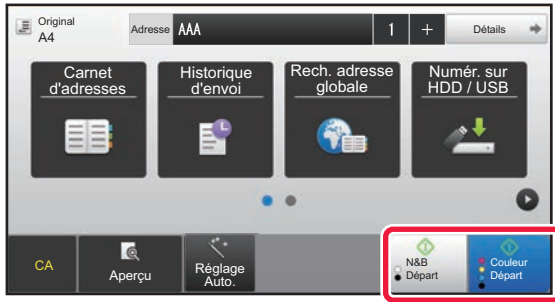 Original
A4
Adresse AAA 1 + Détails
Carnet
d'adresses
Historique
d'envoi
Rech. adresse
globale
Numér. sur
HDD / USB
CA
Aperçu
Réglage
Auto.
N&B
Départ
Couleur
Départ